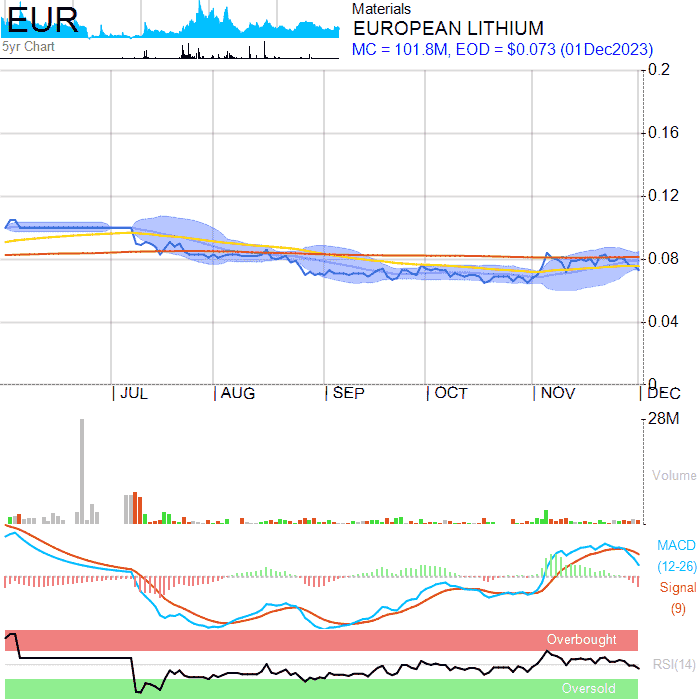 EUR
5yr Chart
Materials
EUROPEAN LITHIUM
MC = 101.8M, EOD = $0.073 (01Dec2023)
0.2
0.16
0.12
0.08
0.04
0
JUL AUG SEP OCT NOV DEC
28M
Volume
MACD
(12-26)
Signal
(9)
Overbought
RSI(14)
Oversold